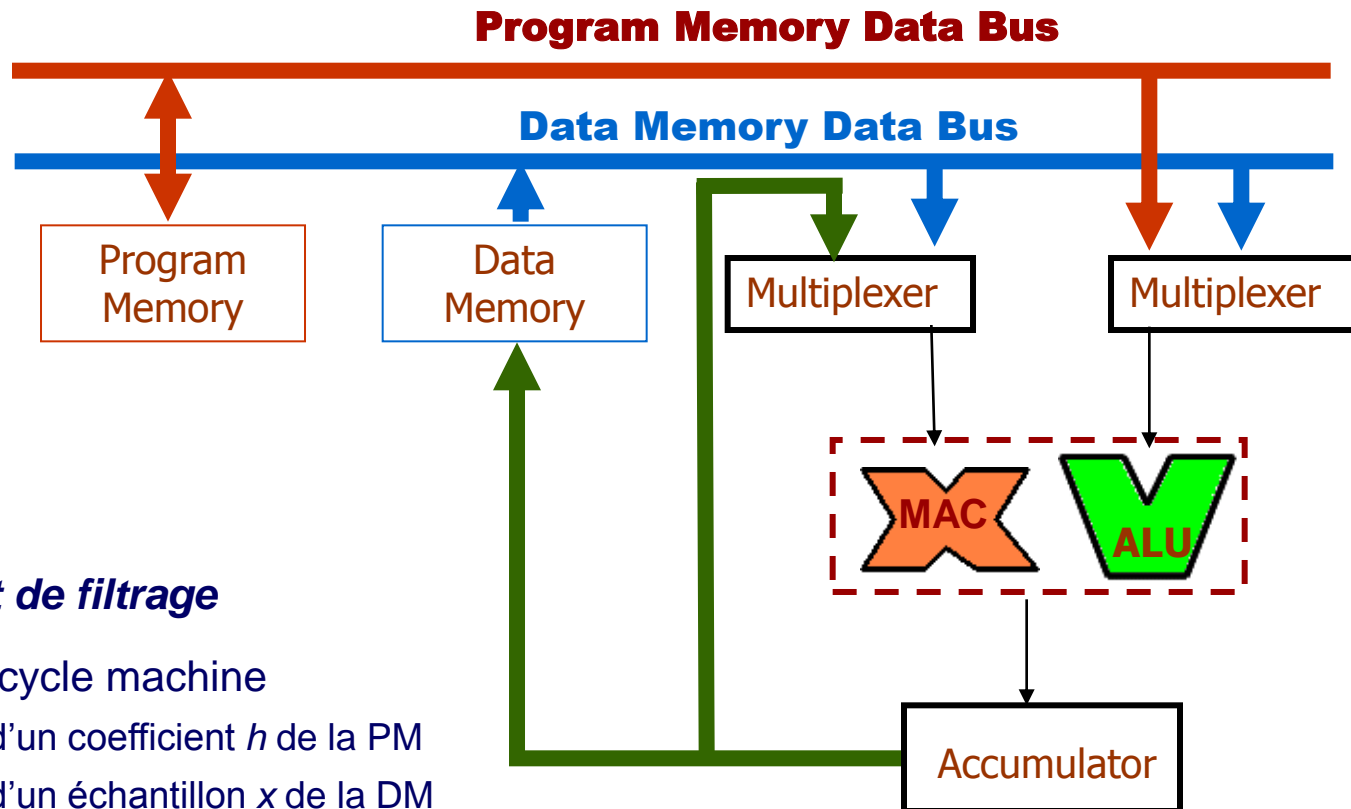 Program Memory Data Bus
Data Memory Data Bus
Program
Memory
Data
Memory
Multiplexer
Multiplexer
MAC
ALU
t de filtrage
cycle machine
d'un coefficient h de la PM
d'un échantillon x de la DM
Accumulator